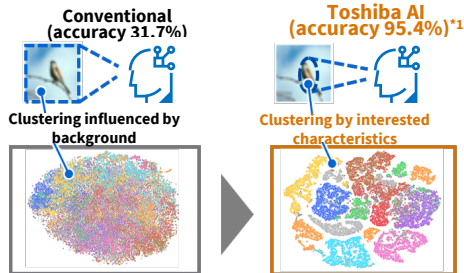 Conventional
(accuracy 31.7%)
Toshiba AI
(accuracy 95.4%)*1
Clustering influenced by
background
Clustering by interested
characteristics